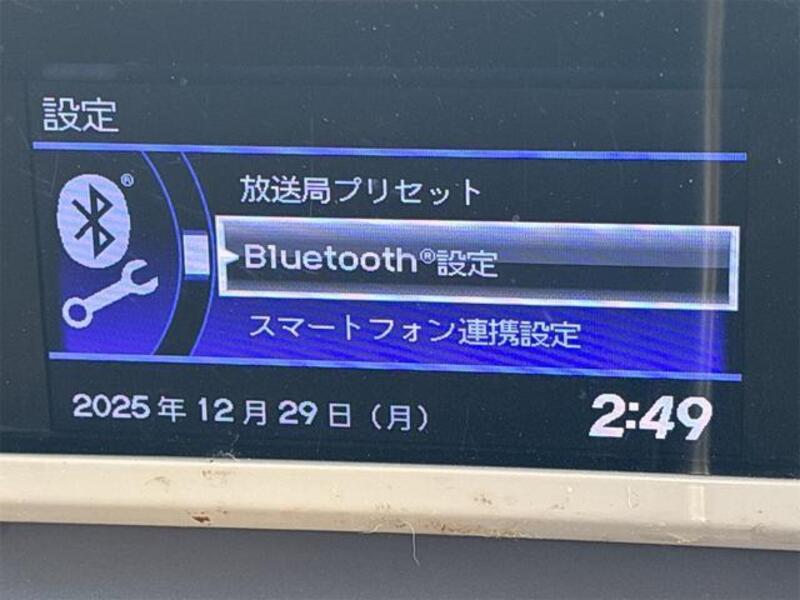 設定
放送局プリセット
Bluetooth®設定
スマートフォン連携設定
2025年12月29日（月） 2:49